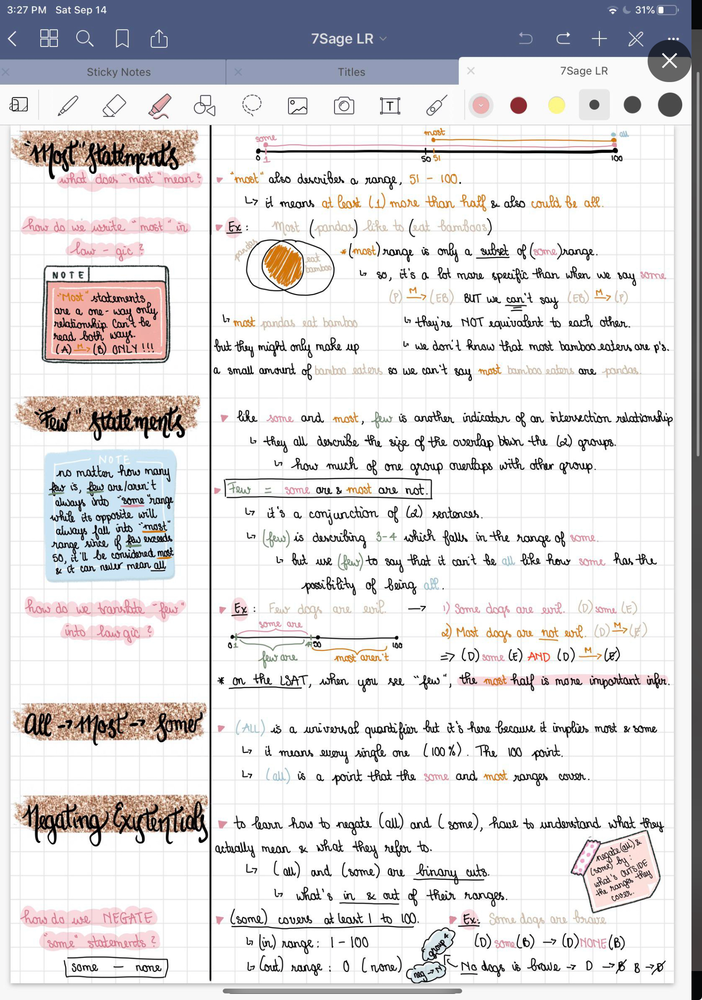 3:27 PM Sat Sep 14
31%
7Sage LR
Sticky Notes
Titles
7Sage LR
"Most" Statements
some
most
all
0 1 50 51 100
what does "most" mean?
"most" also describes a range, 51 - 100.
↳ it means at least (1) more than half & also could be all.
how do we write "most" in
law - gic?
Ex: Most (pandas) like to (eat bamboos)
pandas
eat
bamboo
*(most) range is only a subset of (some) range.
↳ so, it's a lot more specific than when we say some
(P) M→ (EB) BUT we can't say (EB) M→ (P)
↳ most pandas eat bamboo
but they might only make up
a small amount of bamboo eaters so we can't say most bamboo eaters are pandas.
↳ they're NOT equivalent to each other.
↳ we don't know that most bamboo eaters are p's.
NOTE
"Most" statements
are a one-way only
relationship. Can't be
read both ways.
(A) M→ (B) ONLY!!!
"Few" Statements
like some and most, few is another indicator of an intersection relationship
↳ they all describe the size of the overlap btwn the (2) groups.
↳ how much of one group overlaps with other group.
Few = some are & most are not.
↳ it's a conjunction of (2) sentences.
↳ (few) is describing 3-4 which falls in the range of some.
↳ but use (few) to say that it can't be all like how some has the
possibility of being all.
NOTE
no matter how many
few is, few are/aren't
always into "some" range
while its opposite will
always fall into "most"
range since if few exceeds
50, it'll be considered most
& it can never mean all
how do we translate "few"
into lawgic?
Ex: Few dogs are evil. → 1) Some dogs are evil. (D) some (E)
2) Most dogs are not evil. (D) M→ (E̸)
some are
0 1 49 50 100
few are
most aren't
=> (D) some (E) AND (D) M→ (E̸)
* on the LSAT, when you see "few", the most half is more important infer.
All → Most → Some
(ALL) is a universal quantifier but it's here because it implies most & some
↳ it means every single one (100%). The 100 point.
↳ (all) is a point that the some and most ranges cover.
Negating Existentials
to learn how to negate (all) and (some), have to understand what they
actually mean & what they refer to.
↳ (all) and (some) are binary cuts.
↳ what's in & out of their ranges.
negate (all) &
(some) by:
what's OUTSIDE
the ranges they
cover.
how do we NEGATE
"some" statements?
some — none
(some) covers at least 1 to 100.
↳ (in) range: 1 - 100
↳ (out) range: 0 (none)
Ex: Some dogs are brave
(D) some (B) → (D) NONE (B)
No dogs is brave → D → B̸ B → D̸
group 4
neg → N